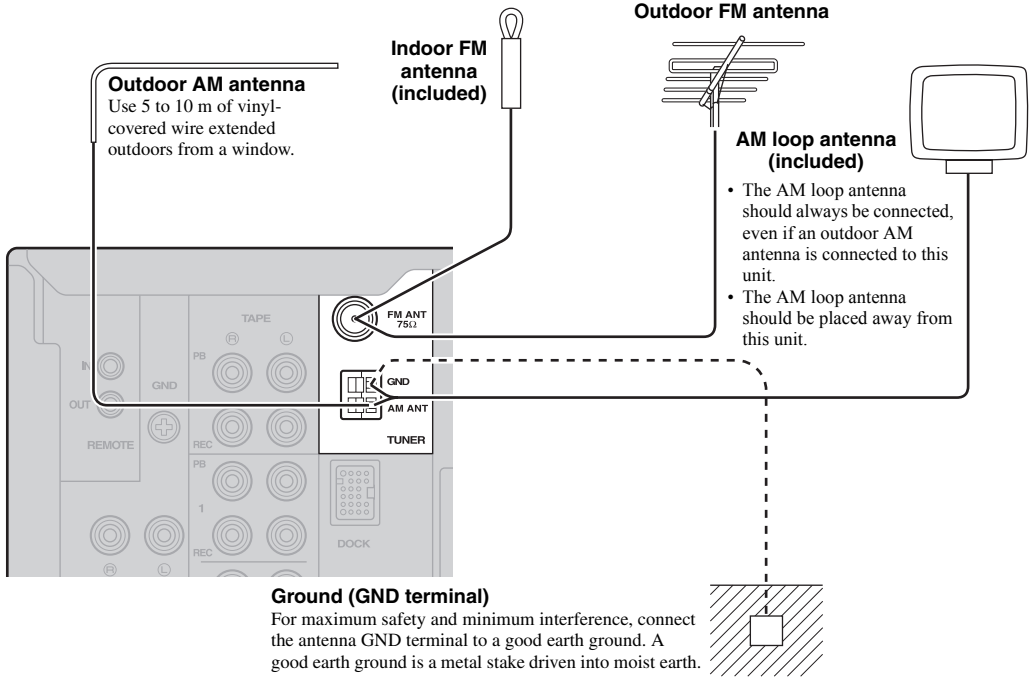 Outdoor FM antenna
Indoor FM
antenna
(included)
Outdoor AM antenna
Use 5 to 10 m of vinyl-
covered wire extended
outdoors from a window.
AM loop antenna
(included)
• The AM loop antenna
should always be connected,
even if an outdoor AM
antenna is connected to this
unit.
• The AM loop antenna
should be placed away from
this unit.
TAPE
R L
FM ANT
75Ω
PB
IN
GND
OUT
REMOTE
REC
GND
AM ANT
TUNER
PB
1
REC
DOCK
R L
Ground (GND terminal)
For maximum safety and minimum interference, connect
the antenna GND terminal to a good earth ground. A
good earth ground is a metal stake driven into moist earth.